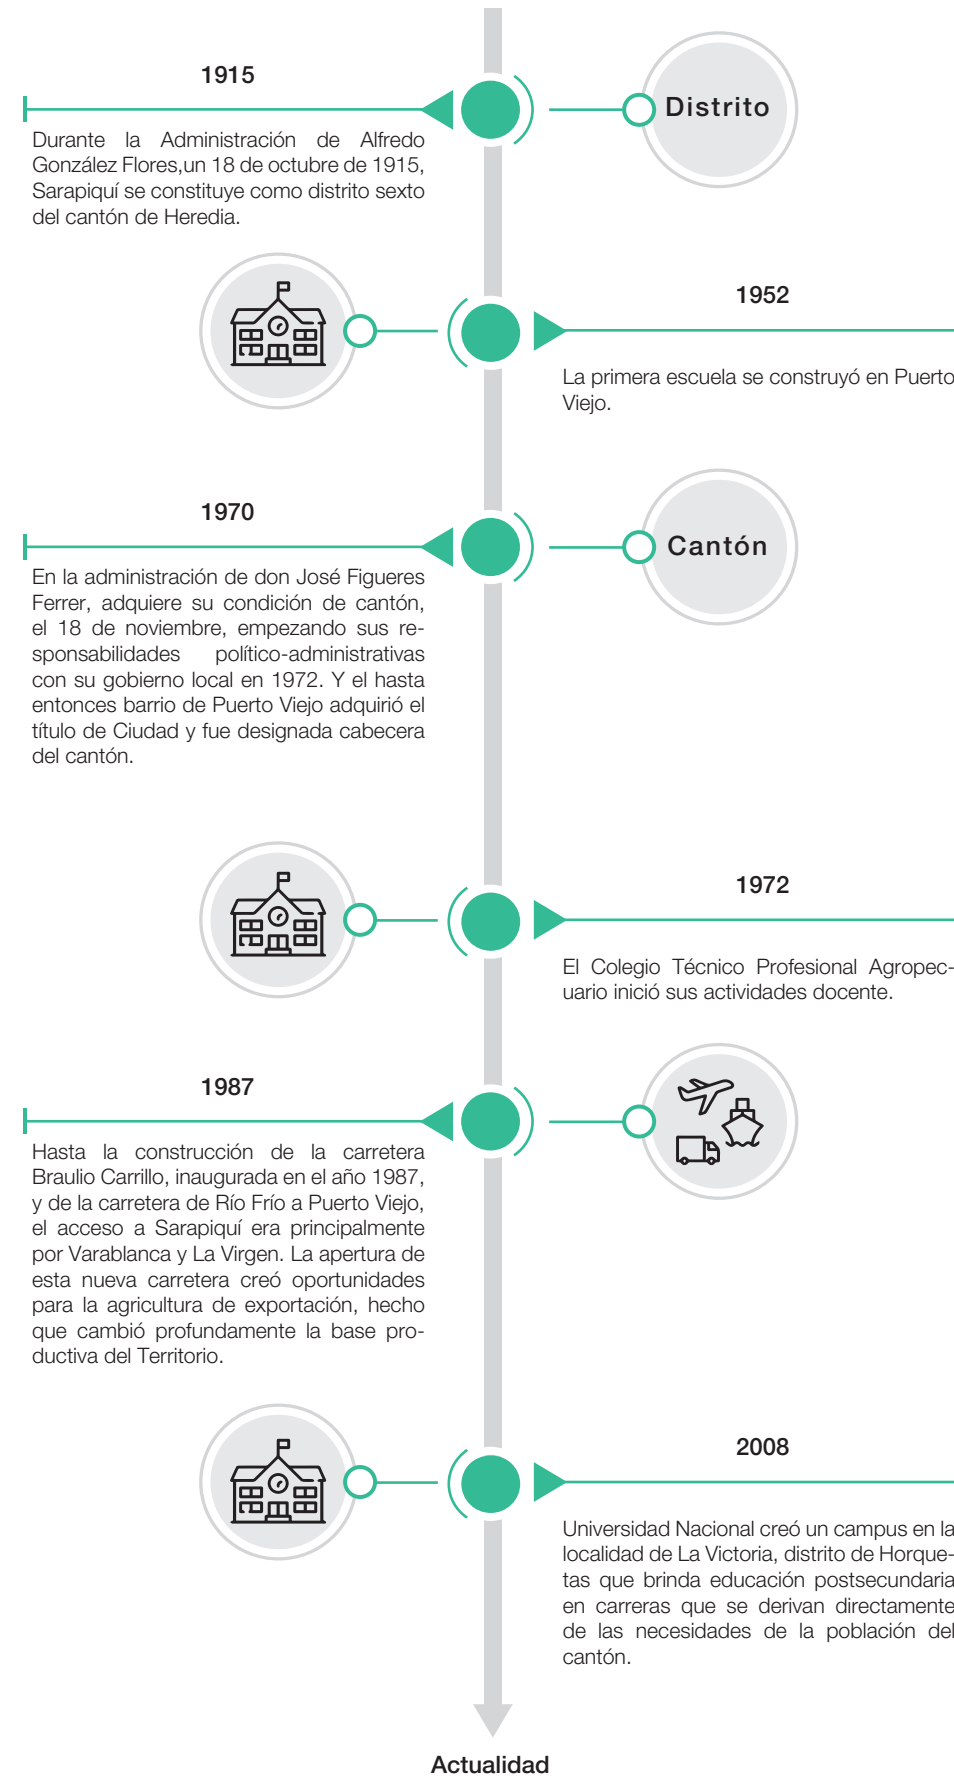 1915
Distrito
Durante la Administración de Alfredo
González Flores,un 18 de octubre de 1915,
Sarapiquí se constituye como distrito sexto
del cantón de Heredia.
1952
La primera escuela se construyó en Puerto
Viejo.
1970
Cantón
En la administración de don José Figueres
Ferrer, adquiere su condición de cantón,
el 18 de noviembre, empezando sus re-
sponsabilidades político-administrativas
con su gobierno local en 1972. Y el hasta
entonces barrio de Puerto Viejo adquirió el
título de Ciudad y fue designada cabecera
del cantón.
1972
El Colegio Técnico Profesional Agropec-
uario inició sus actividades docente.
1987
Hasta la construcción de la carretera
Braulio Carrillo, inaugurada en el año 1987,
y de la carretera de Río Frío a Puerto Viejo,
el acceso a Sarapiquí era principalmente
por Varablanca y La Virgen. La apertura de
esta nueva carretera creó oportunidades
para la agricultura de exportación, hecho
que cambió profundamente la base pro-
ductiva del Territorio.
2008
Universidad Nacional creó un campus en la
localidad de La Victoria, distrito de Horque-
tas que brinda educación postsecundaria
en carreras que se derivan directamente
de las necesidades de la población del
cantón.
Actualidad